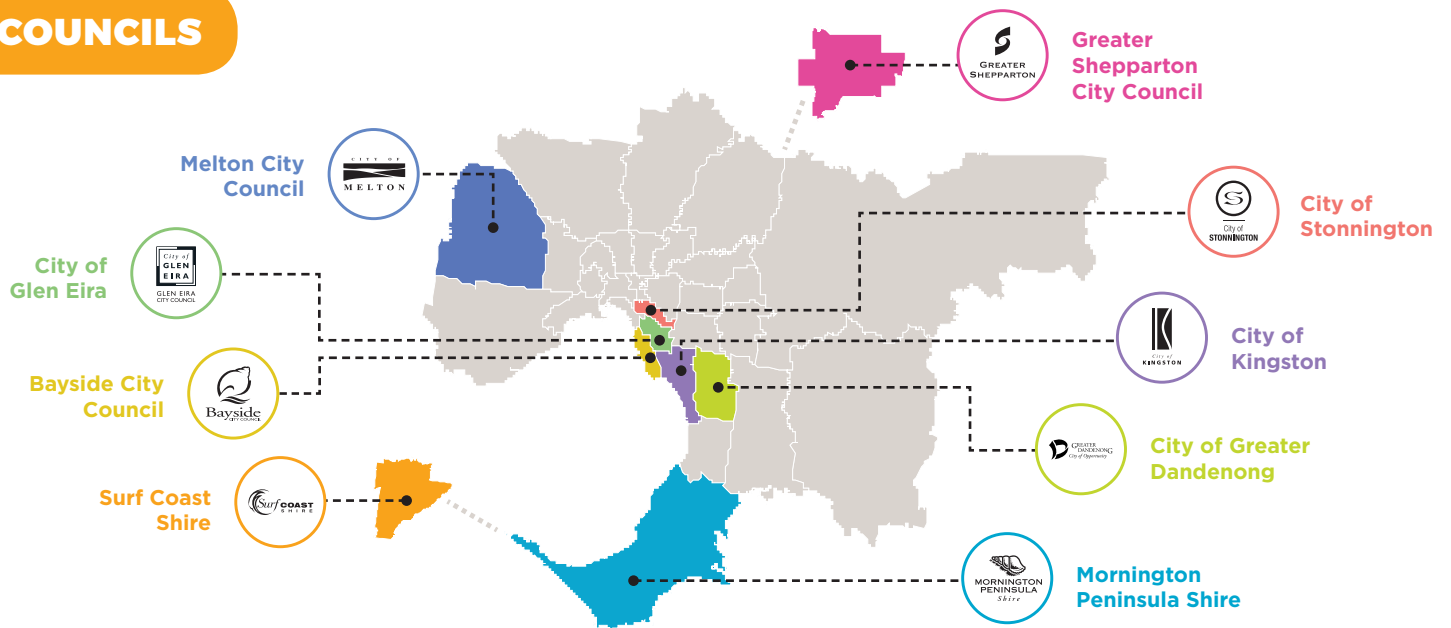 COUNCILS
Greater
Shepparton
City Council
GREATER
SHEPPARTON
Melton City
Council
CITY OF
MELTON
City of
Stonnington
City of
STONNINGTON
City of
Glen Eira
City of
GLEN
EIRA
GLEN EIRA
CITY COUNCIL
City of
Kingston
City of
KINGSTON
Bayside City
Council
Bayside
CITY COUNCIL
City of Greater
Dandenong
GREATER
DANDENONG
City of Opportunity
Surf Coast
Shire
Surf COAST
SHIRE
Mornington
Peninsula Shire
MORNINGTON
PENINSULA
Shire